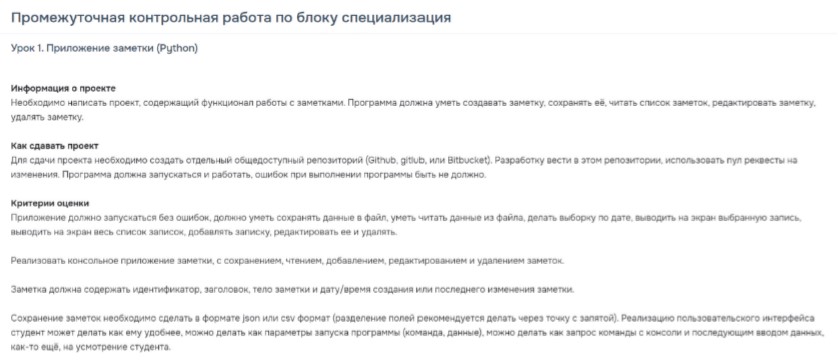 Промежуточная контрольная работа по блоку специализация
Урок 1. Приложение заметки (Python)
Информация о проекте
Необходимо написать проект, содержащий функционал работы с заметками. Программа должна уметь создавать заметку, сохранять её, читать список заметок, редактировать заметку,
удалять заметку.
Как сдавать проект
Для сдачи проекта необходимо создать отдельный общедоступный репозиторий (Github, gitlub, или Bitbucket). Разработку вести в этом репозитории, использовать пул реквесты на
изменения. Программа должна запускаться и работать, ошибок при выполнении программы быть не должно.
Критерии оценки
Приложение должно запускаться без ошибок, должно уметь сохранять данные в файл, уметь читать данные из файла, делать выборку по дате, выводить на экран выбранную запись,
выводить на экран весь список записок, добавлять записку, редактировать ее и удалять.
Реализовать консольное приложение заметки, с сохранением, чтением, добавлением, редактированием и удалением заметок.
Заметка должна содержать идентификатор, заголовок, тело заметки и дату/время создания или последнего изменения заметки.
Сохранение заметок необходимо сделать в формате json или csv формат (разделение полей рекомендуется делать через точку с запятой). Реализацию пользовательского интерфейса
студент может делать как ему удобнее, можно делать как параметры запуска программы (команда, данные), можно делать как запрос команды с консоли и последующим вводом данных,
как-то ещё, на усмотрение студента.